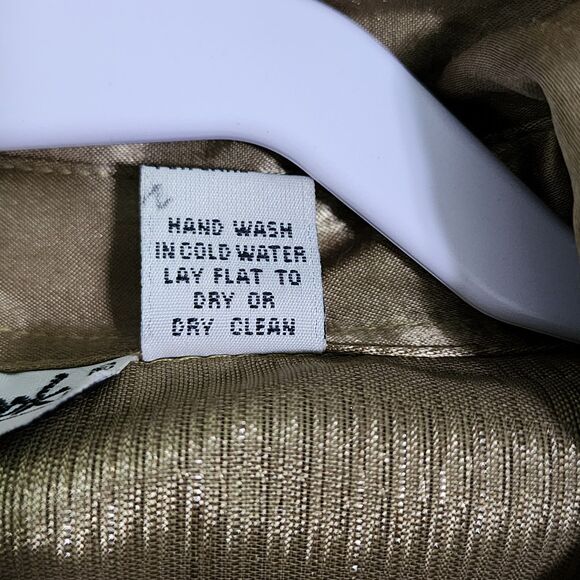 HAND WASH
IN COLD WATER
LAY FLAT TO
DRY OR
DRY CLEAN